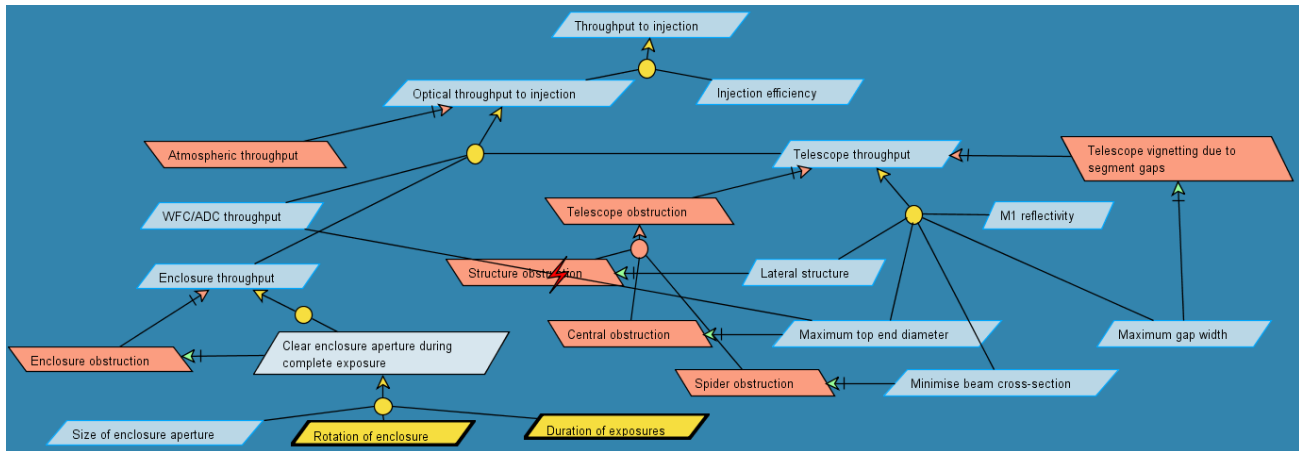 Throughput to injection
Optical throughput to injection
Injection efficiency
Atmospheric throughput
Telescope throughput
Telescope vignetting due to
segment gaps
WFC/ADC throughput
Telescope obstruction
M1 reflectivity
Enclosure throughput
Structure obstruction
Lateral structure
Central obstruction
Maximum top end diameter
Maximum gap width
Enclosure obstruction
Clear enclosure aperture during
complete exposure
Spider obstruction
Minimise beam cross-section
Size of enclosure aperture
Rotation of enclosure
Duration of exposures